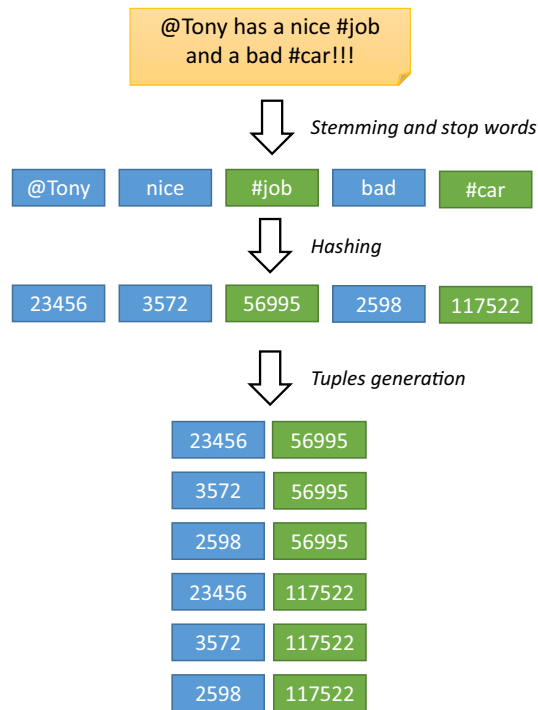 @Tony has a nice #job
and a bad #car!!!
Stemming and stop words
@Tony nice #job bad #car
Hashing
23456 3572 56995 2598 117522
Tuples generation
23456 56995
3572 56995
2598 56995
23456 117522
3572 117522
2598 117522